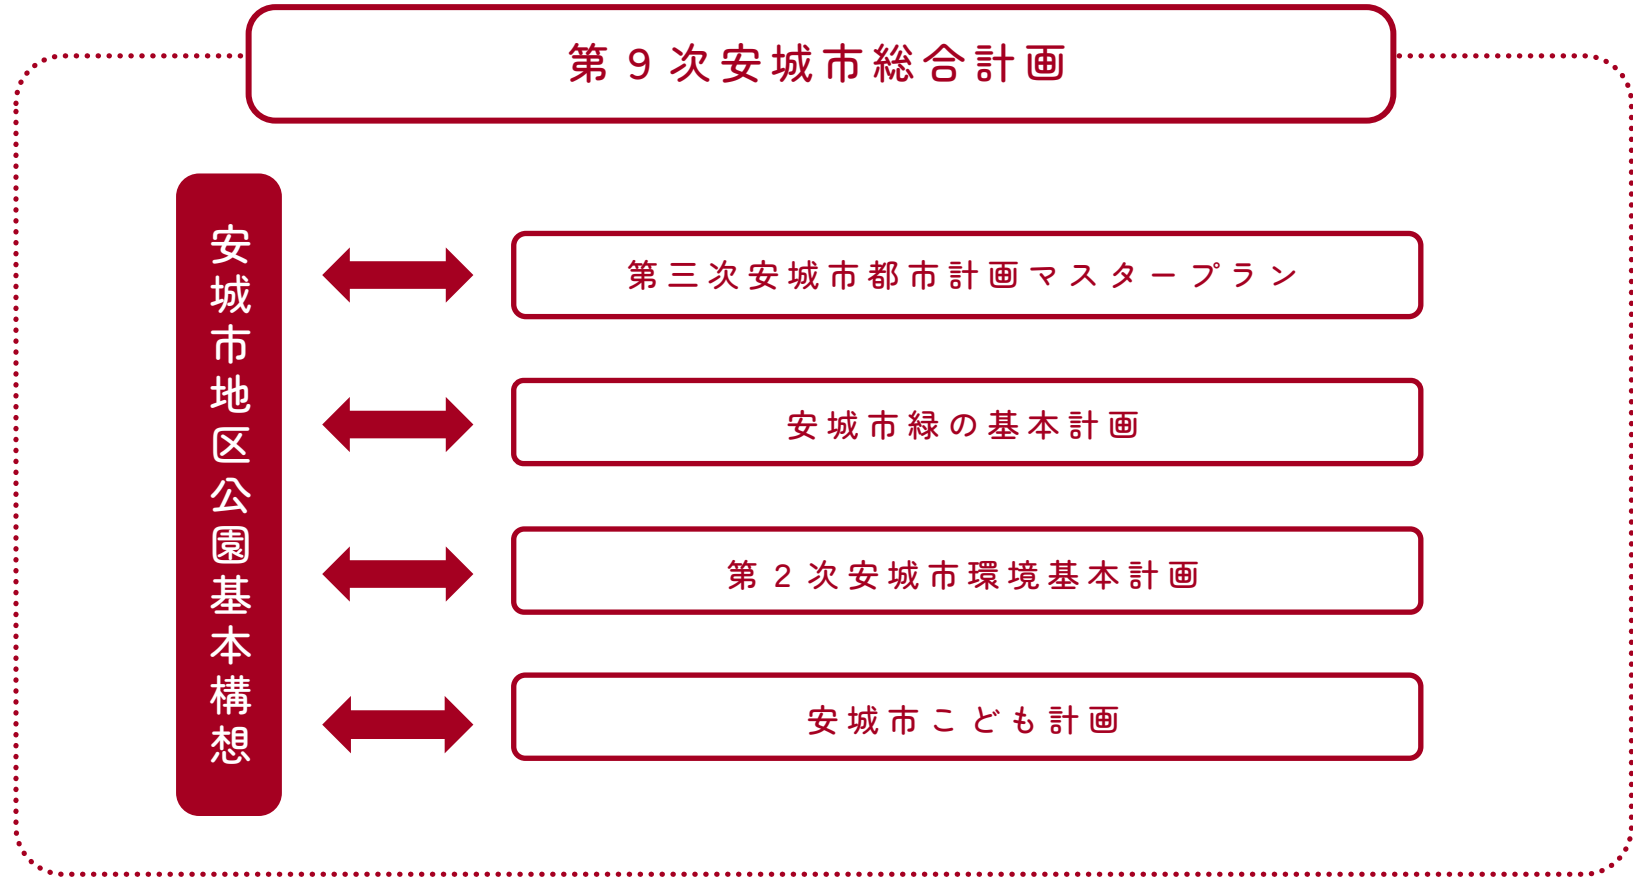 第９次安城市総合計画
安城市地区公園基本構想
第三次安城市都市計画マスタープラン
安城市緑の基本計画
第２次安城市環境基本計画
安城市こども計画